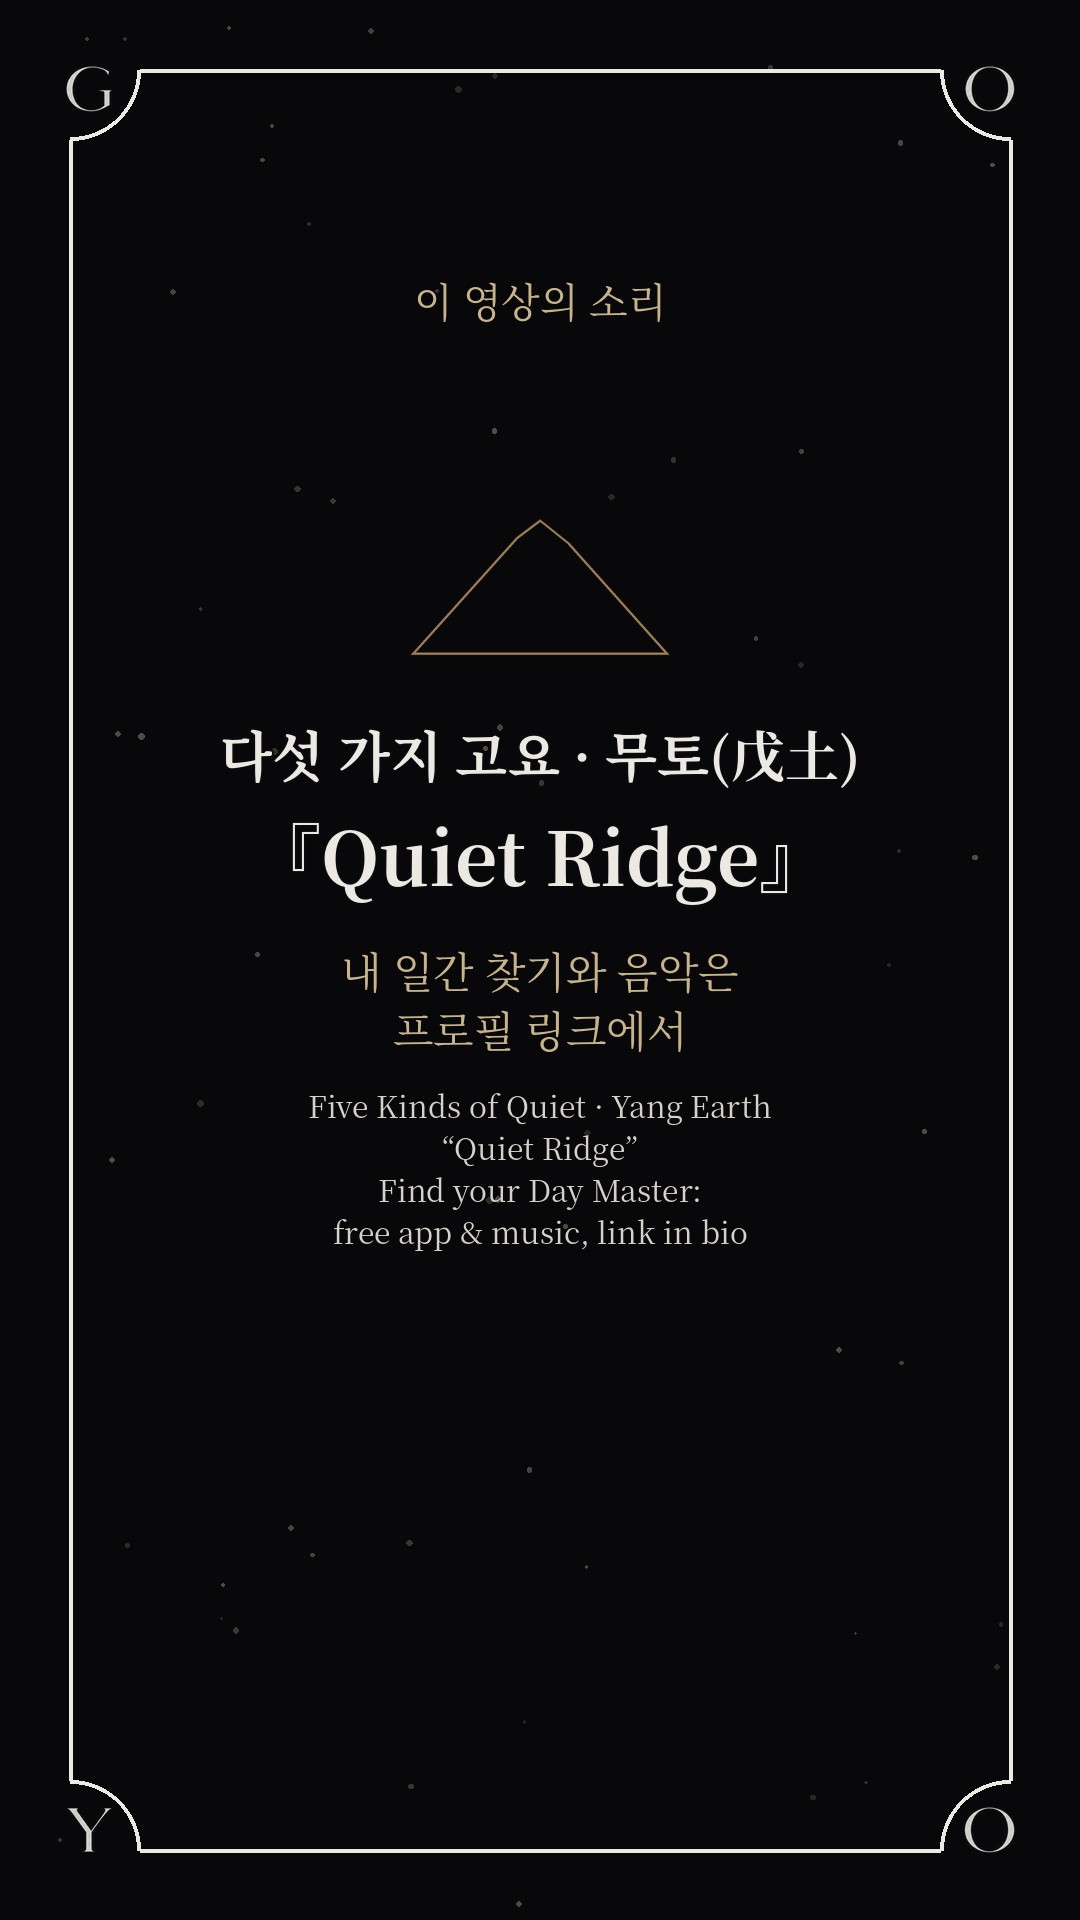 G O
이 영상의 소리
다섯 가지 고요 · 무토(戊土)
『Quiet Ridge』
내 일간 찾기와 음악은
프로필 링크에서
Five Kinds of Quiet · Yang Earth
“Quiet Ridge”
Find your Day Master:
free app & music, link in bio
Y O